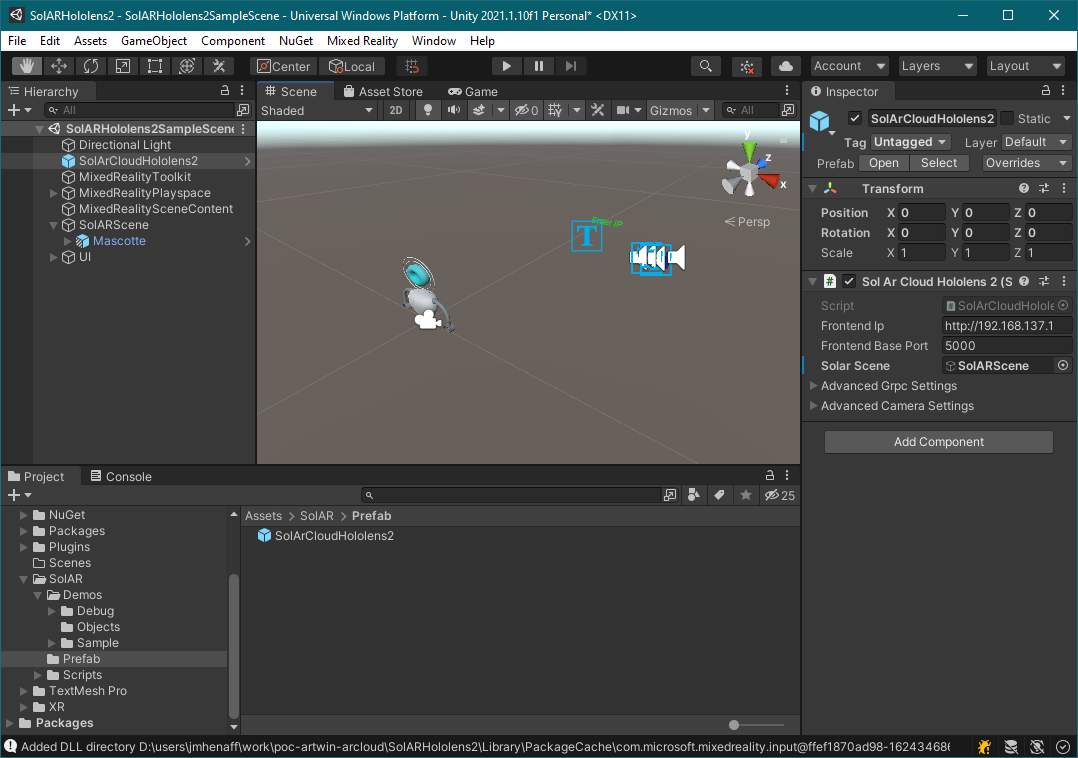 SolARHololens2 - SolARHololens2SampleScene - Universal Windows Platform - Unity 2021.1.10f1 Personal* <DX11>
File Edit Assets GameObject Component NuGet Mixed Reality Window Help
Center Local Account Layers Layout
Hierarchy
All
SolARHololens2SampleScene
Directional Light
SolArCloudHololens2
MixedRealityToolkit
MixedRealityPlayspace
MixedRealitySceneContent
SolARScene
Mascotte
UI
Scene Asset Store Game
Shaded 2D 0 Gizmos All
y
z
x
Persp
Enter IP
T
Inspector
SolArCloudHololens2 Static
Tag Untagged Layer Default
Prefab Open Select Overrides
Transform
Position X 0 Y 0 Z 0
Rotation X 0 Y 0 Z 0
Scale X 1 Y 1 Z 1
# Sol Ar Cloud Hololens 2 (S
Script # SolArCloudHolole
Frontend Ip http://192.168.137.1
Frontend Base Port 5000
Solar Scene SolARScene
Advanced Grpc Settings
Advanced Camera Settings
Add Component
Project Console
25
NuGet
Packages
Plugins
Scenes
SolAR
Demos
Debug
Objects
Sample
Prefab
Scripts
TextMesh Pro
XR
Packages
Assets > SolAR > Prefab
SolArCloudHololens2
Added DLL directory D:\users\jmhenaff\work\poc-artwin-arcloud\SolARHololens2\Library\PackageCache\com.microsoft.mixedreality.input@ffef1870ad98-162434686